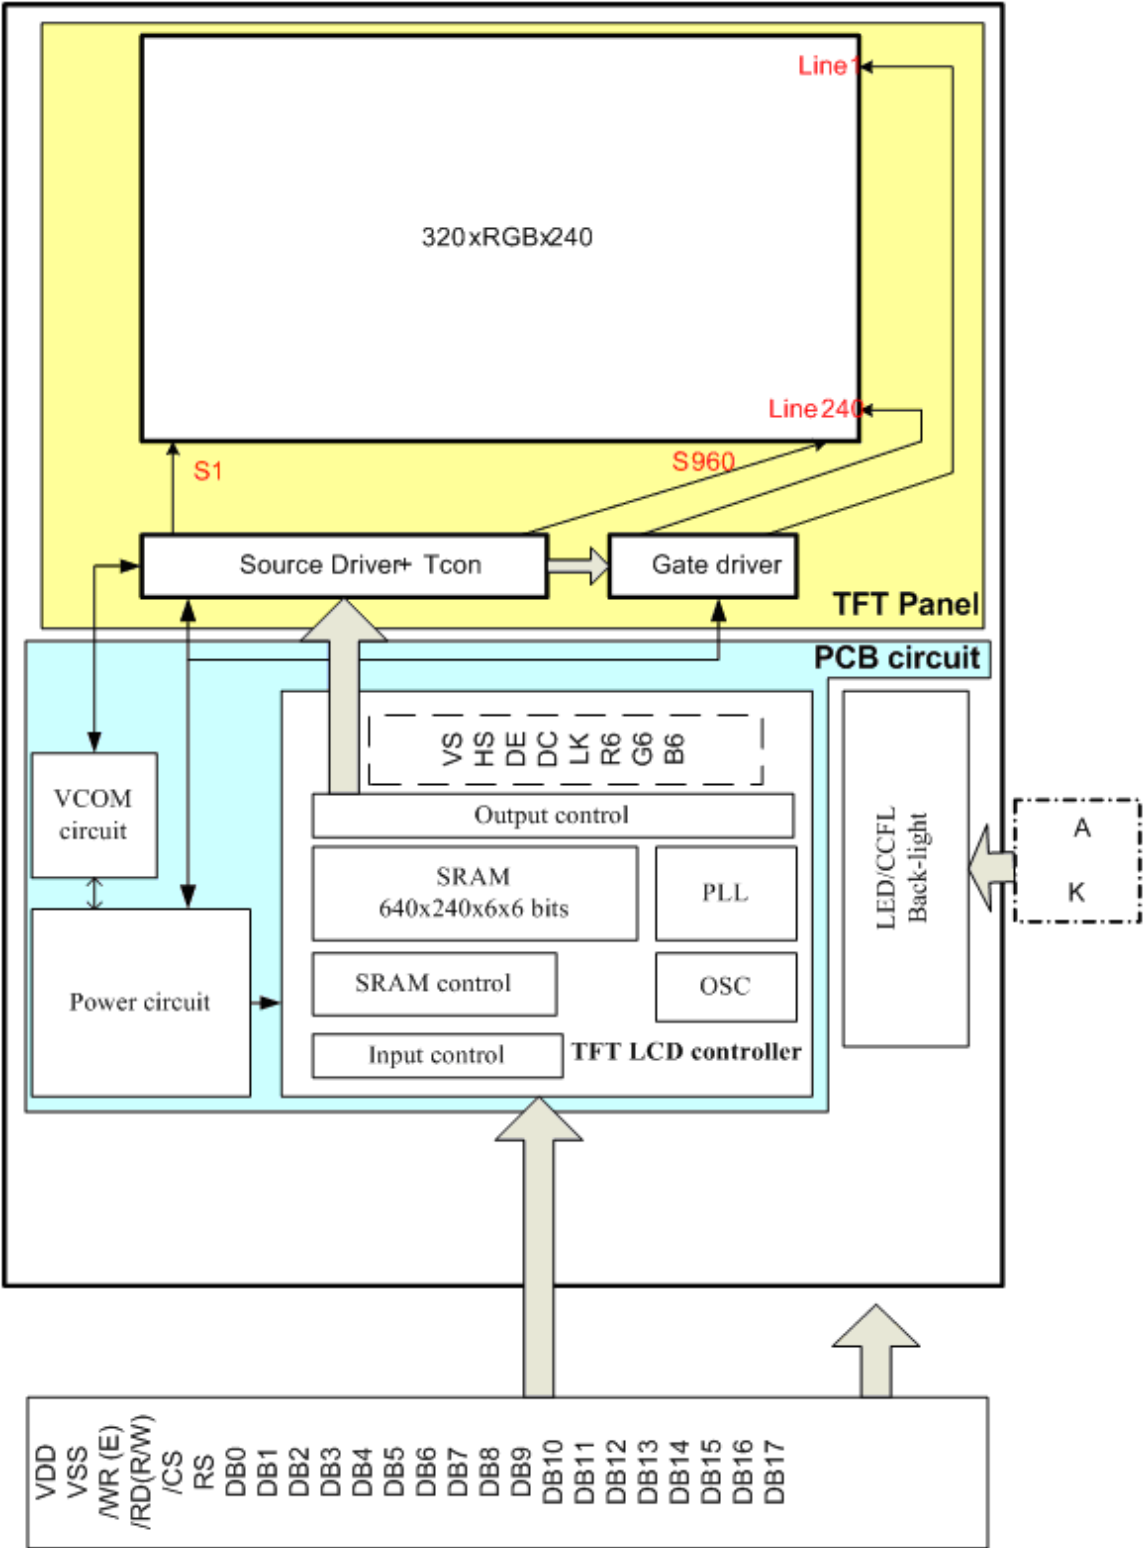 Line1
320xRGBx240
Line240
S1
S960
Source Driver+ Tcon
Gate driver
TFT Panel
PCB circuit
VS
HS
DE
DC
LK
R6
G6
B6
VCOM
circuit
Output control
SRAM
640x240x6x6 bits
PLL
LED/CCFL
Back-light
A
K
Power circuit
SRAM control
OSC
Input control
TFT LCD controller
VDD
VSS
/WR (E)
/RD(R/W)
/CS
RS
DB0
DB1
DB2
DB3
DB4
DB5
DB6
DB7
DB8
DB9
DB10
DB11
DB12
DB13
DB14
DB15
DB16
DB17